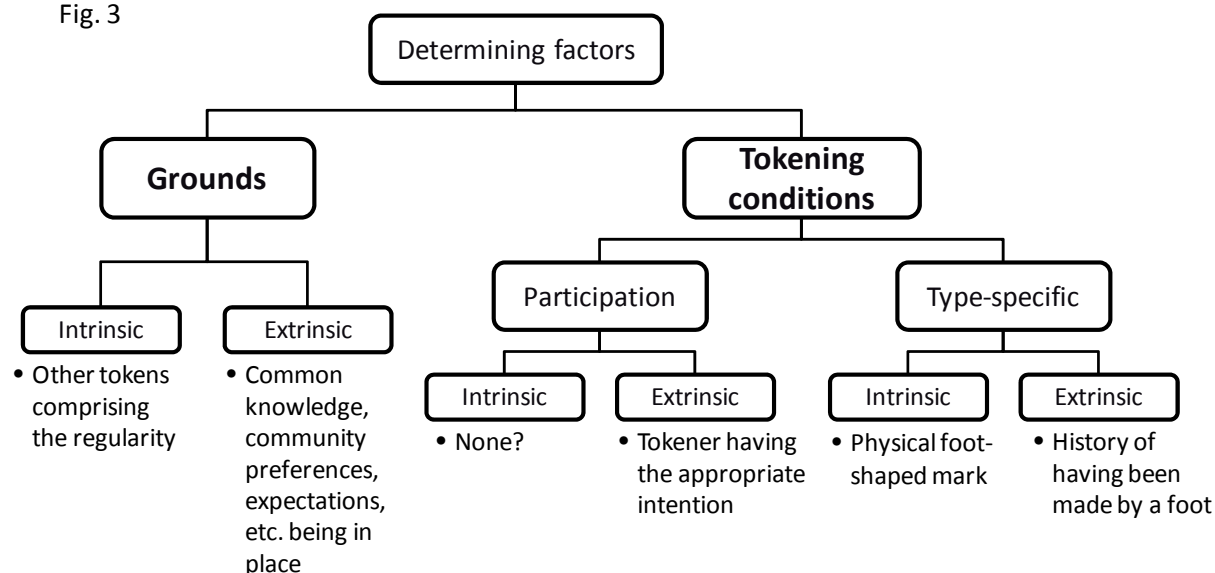 Fig. 3
Determining factors
Grounds
Tokening
conditions
Participation
Type-specific
Intrinsic
• Other tokens
comprising
the regularity
Extrinsic
• Common
knowledge,
community
preferences,
expectations,
etc. being in
place
Intrinsic
• None?
Extrinsic
• Tokener having
the appropriate
intention
Intrinsic
• Physical foot-
shaped mark
Extrinsic
• History of
having been
made by a foot